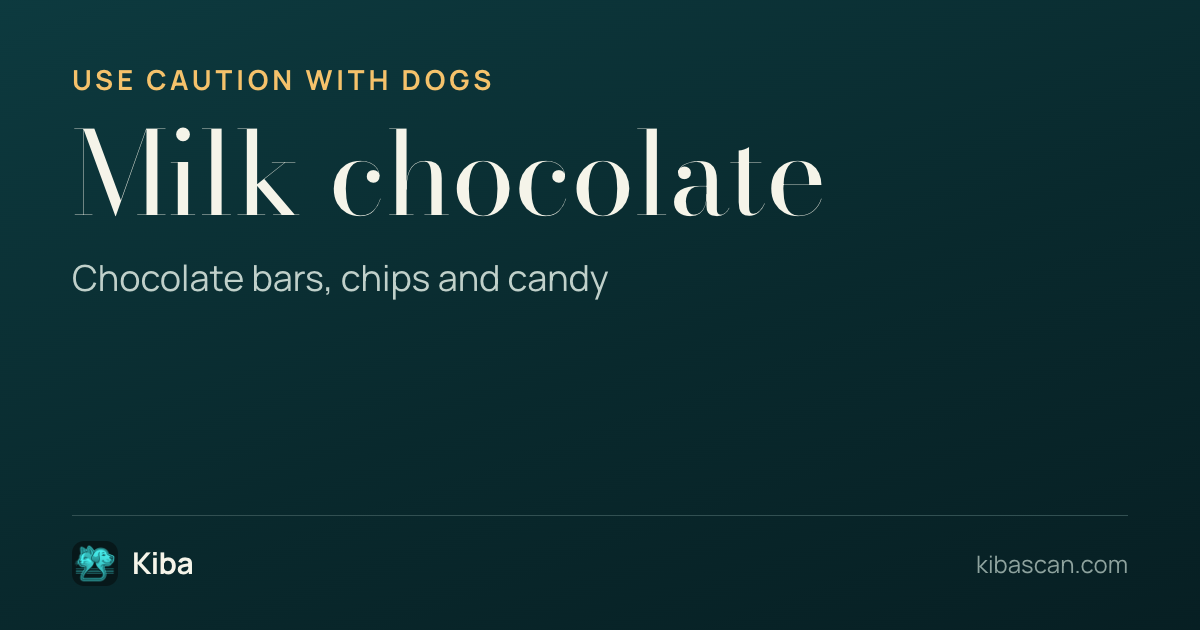 USE CAUTION WITH DOGS
Milk chocolate
Chocolate bars, chips and candy
Kiba
kibascan.com